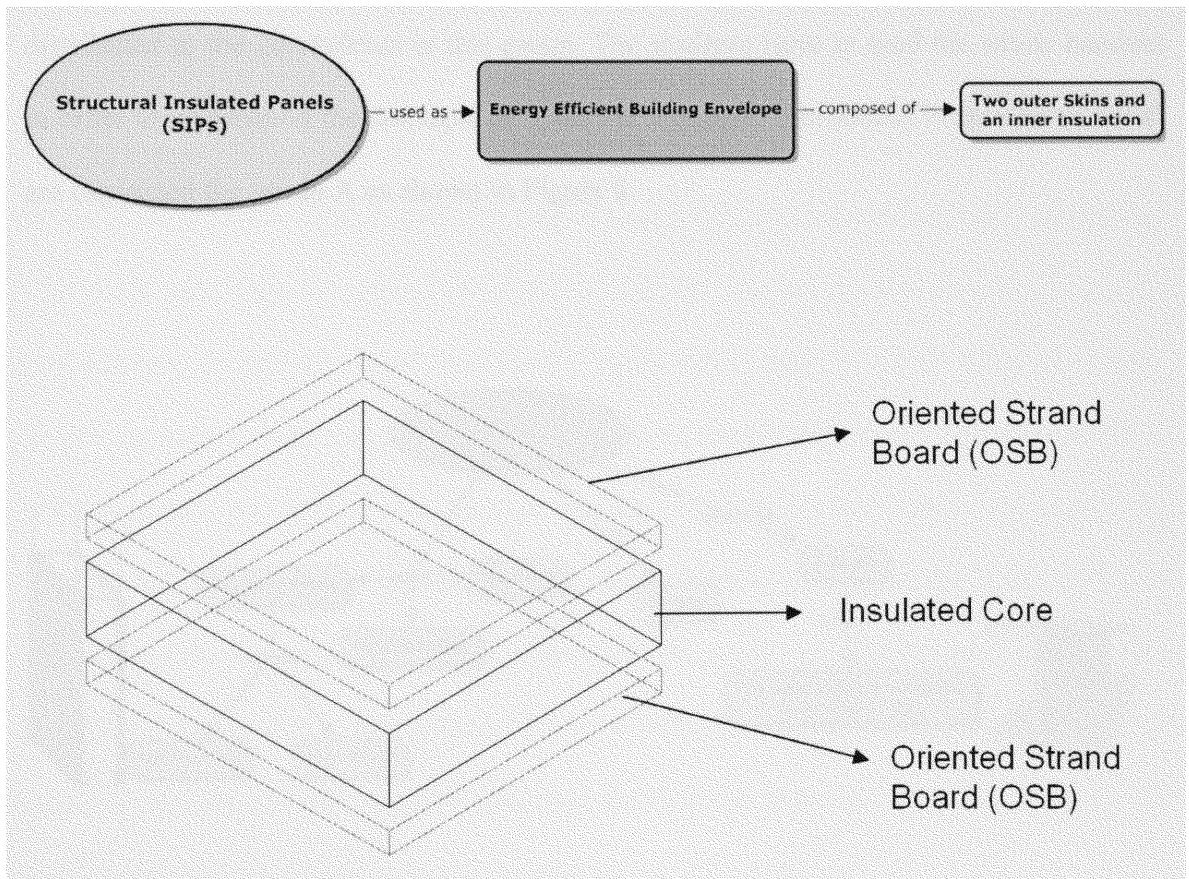 Structural Insulated Panels
(SIPs)
used as
Energy Efficient Building Envelope
composed of
Two outer Skins and
an inner insulation
Oriented Strand
Board (OSB)
Insulated Core
Oriented Strand
Board (OSB)